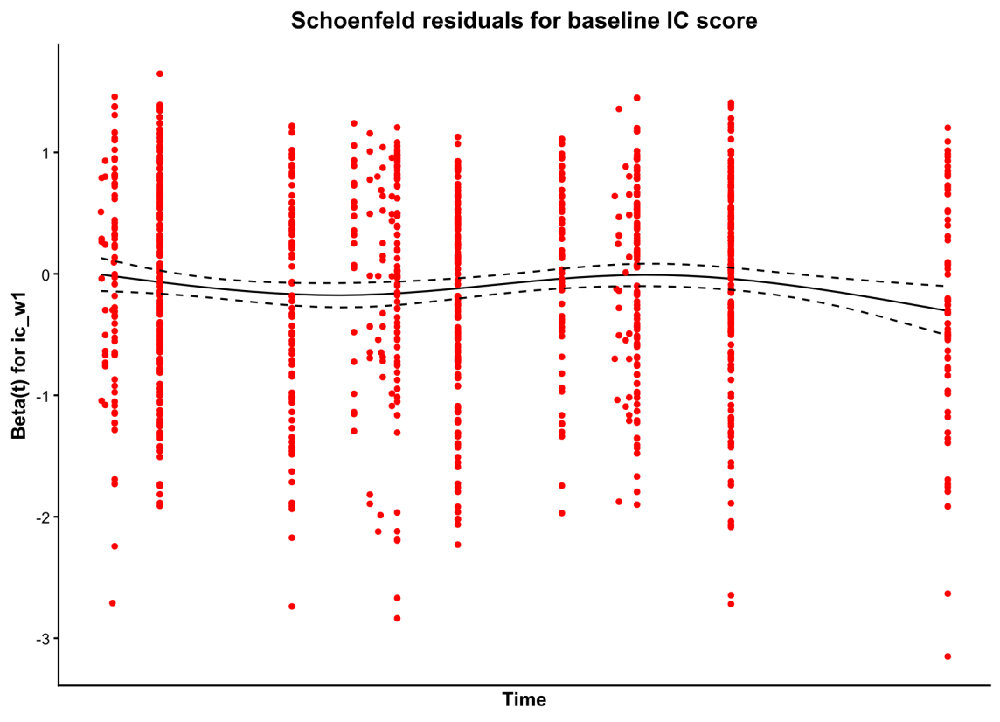 Schoenfeld residuals for baseline IC score
Beta(t) for ic_w1
1
0
-1
-2
-3
Time